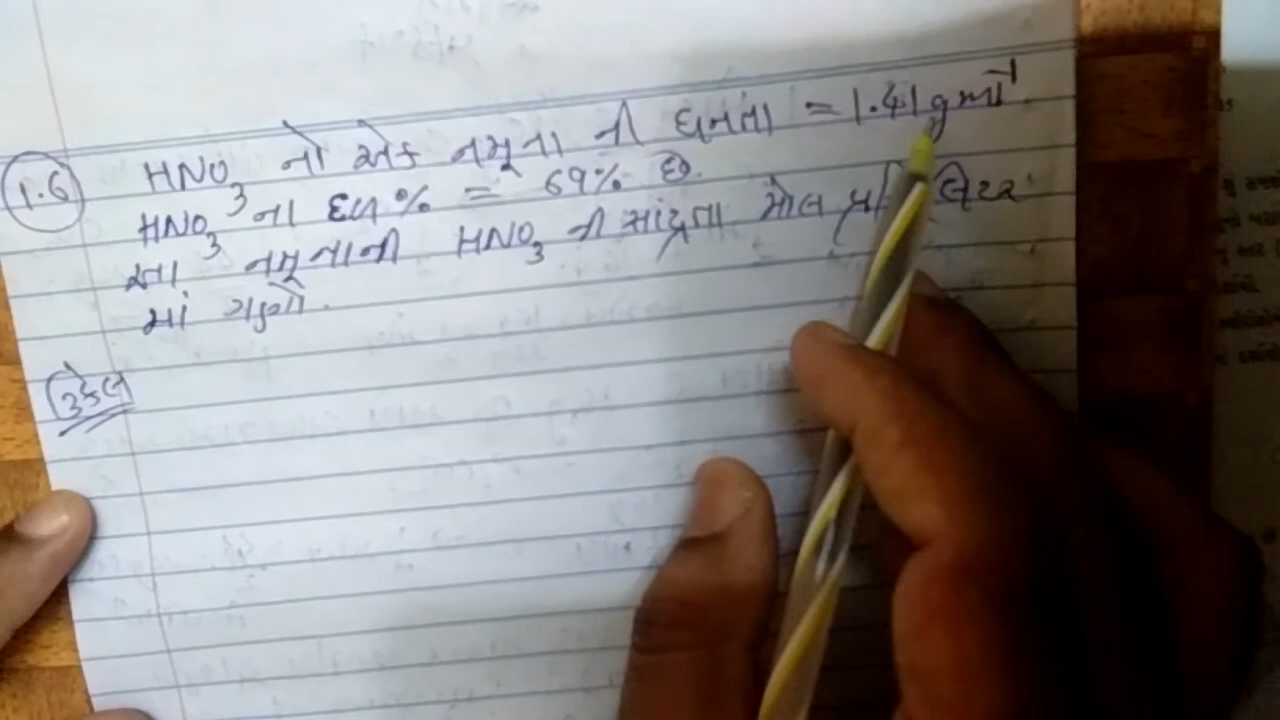 1.6 HNO3 નો એક નમૂના ની ઘનતા = 1.41 g ml⁻¹
HNO3 ના દળ % = 69% છે.
આ નમૂનાની HNO3 ની સાંદ્રતા મોલ પ્રતિ લિટર
માં ગણો.
ઉકેલ